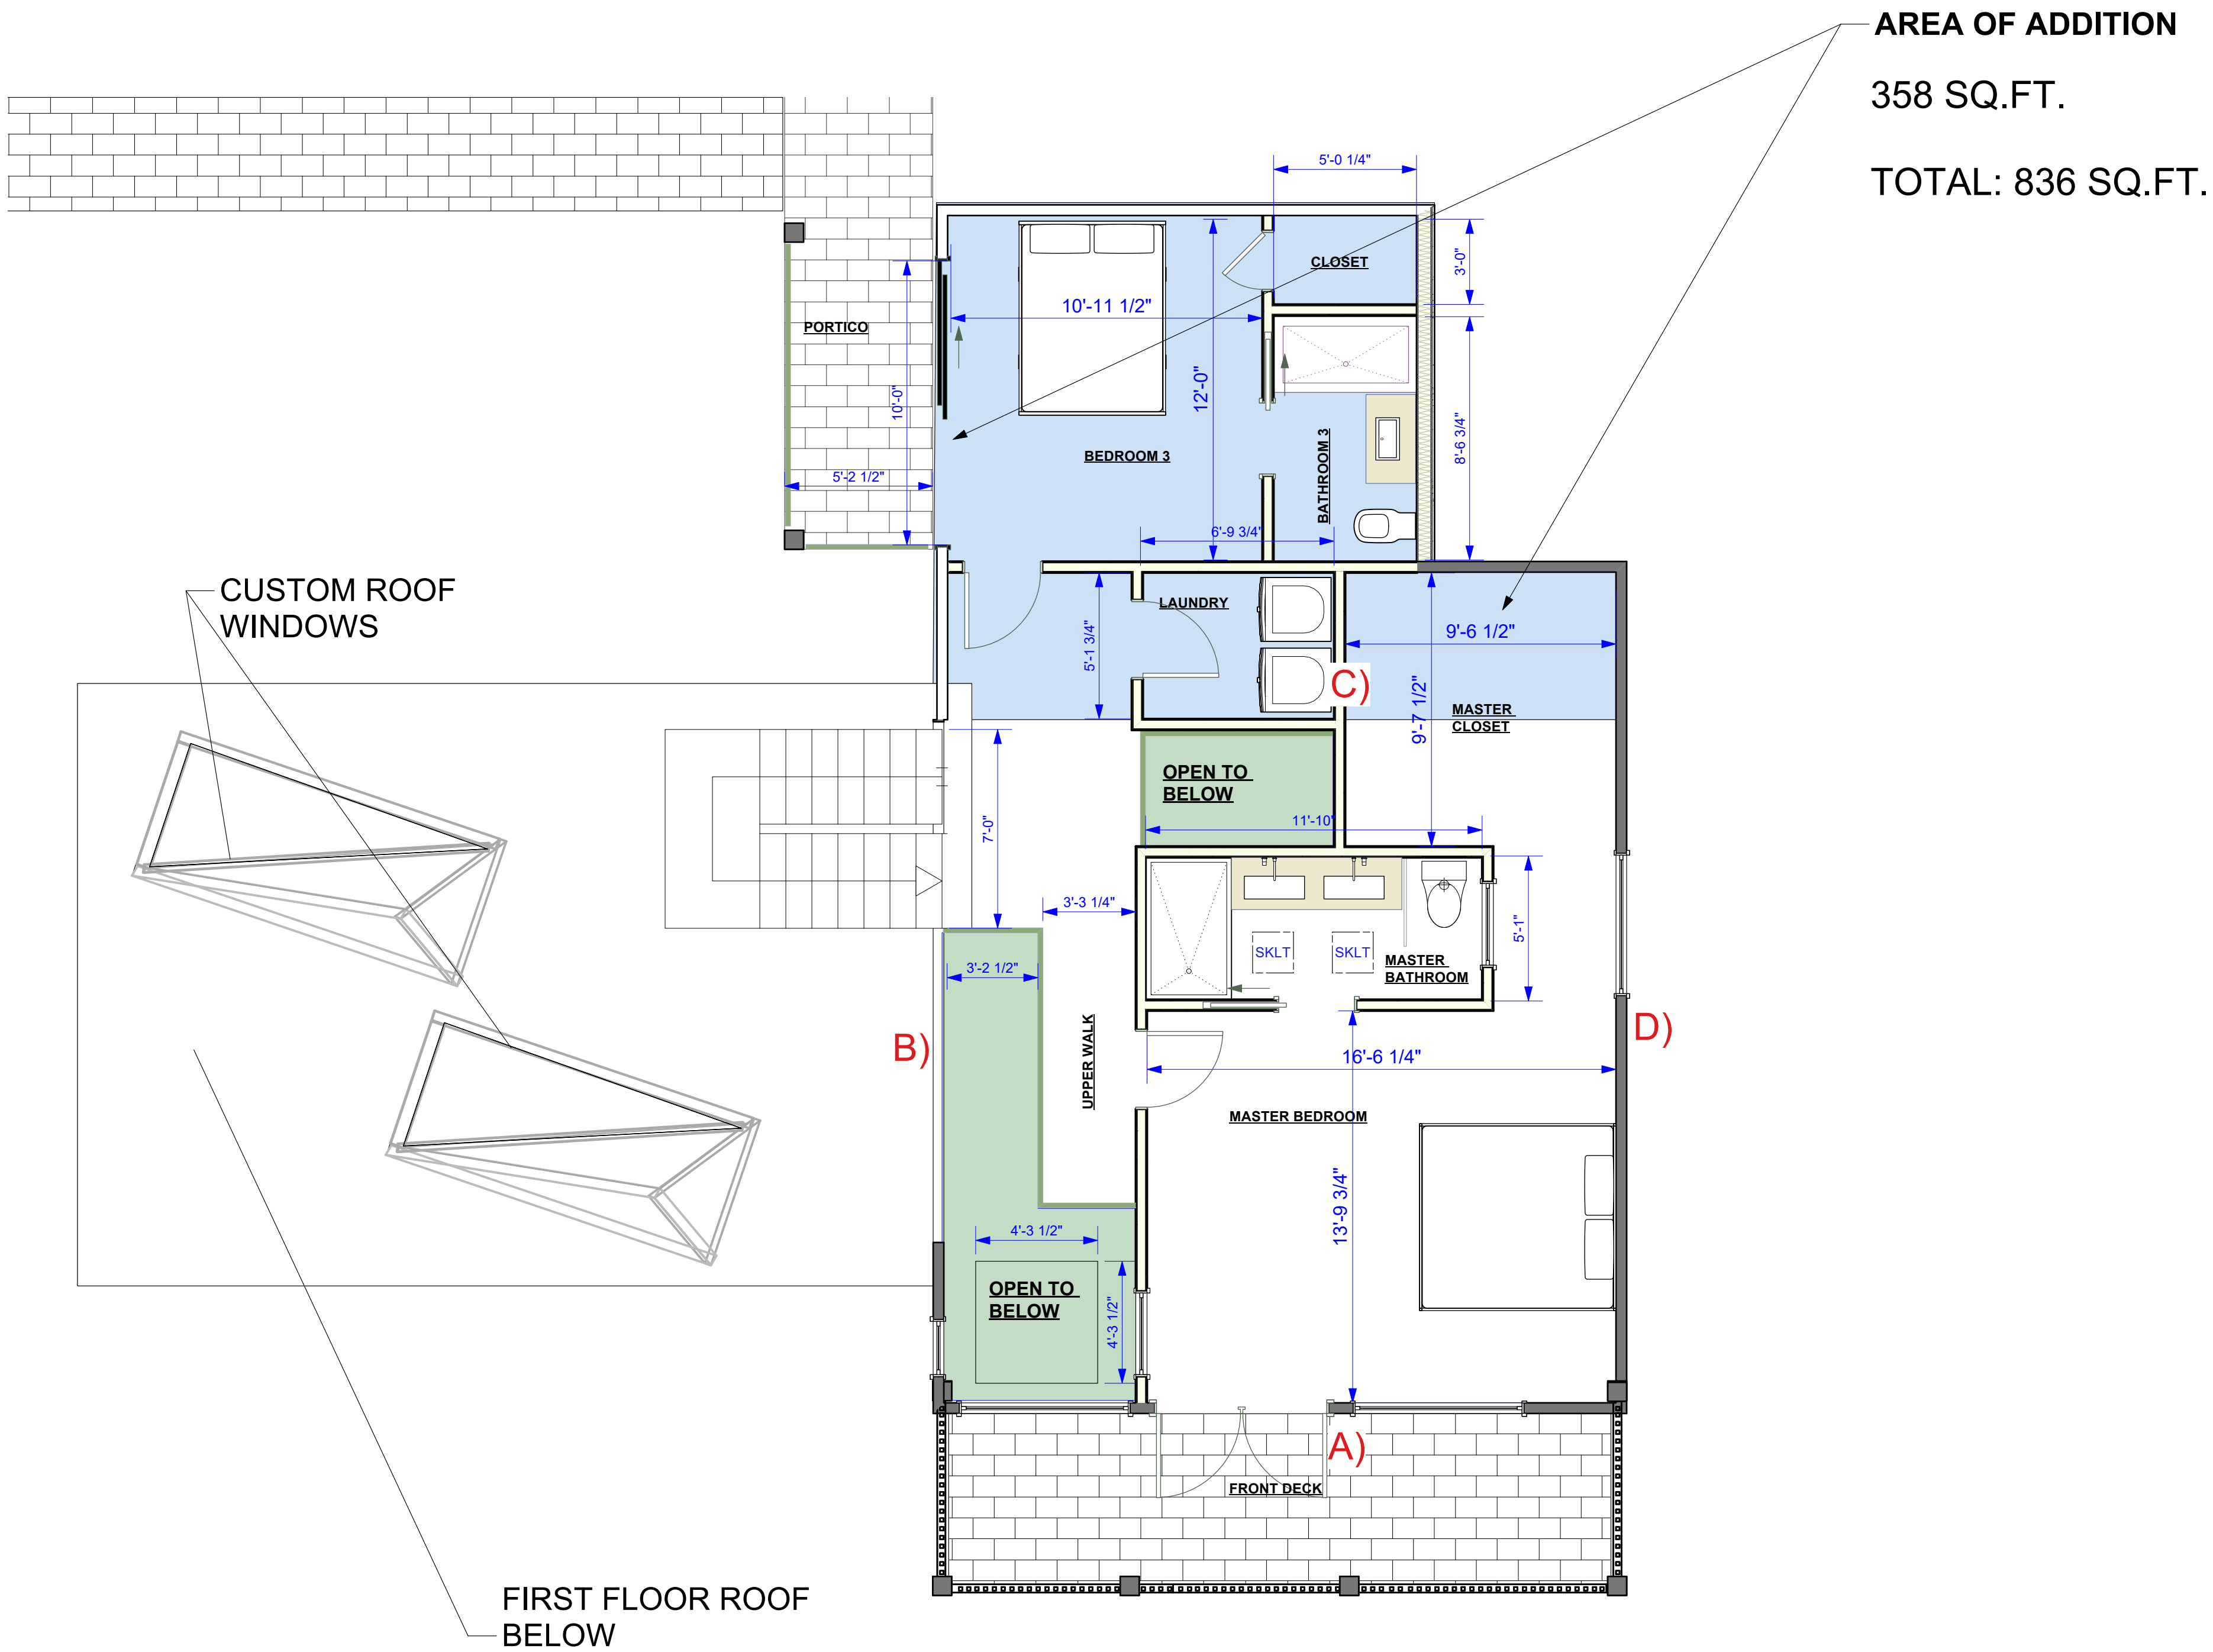 AREA OF ADDITION
358 SQ.FT.
TOTAL: 836 SQ.FT.
5'-0 1/4"
CLOSET
3'-0"
10'-11 1/2"
PORTICO
12'-0"
10'-0"
8'-6 3/4"
BEDROOM 3
BATHROOM 3
5'-2 1/2"
6'-9 3/4"
CUSTOM ROOF
WINDOWS
LAUNDRY
5'-1 3/4"
9'-6 1/2"
C)
9'-7 1/2"
MASTER
CLOSET
OPEN TO
BELOW
7'-0"
11'-10"
3'-3 1/4"
5'-1"
SKLT
SKLT
MASTER
BATHROOM
3'-2 1/2"
UPPER WALK
B)
D)
16'-6 1/4"
MASTER BEDROOM
13'-9 3/4"
4'-3 1/2"
OPEN TO
BELOW
4'-3 1/2"
A)
FRONT DECK
FIRST FLOOR ROOF
BELOW